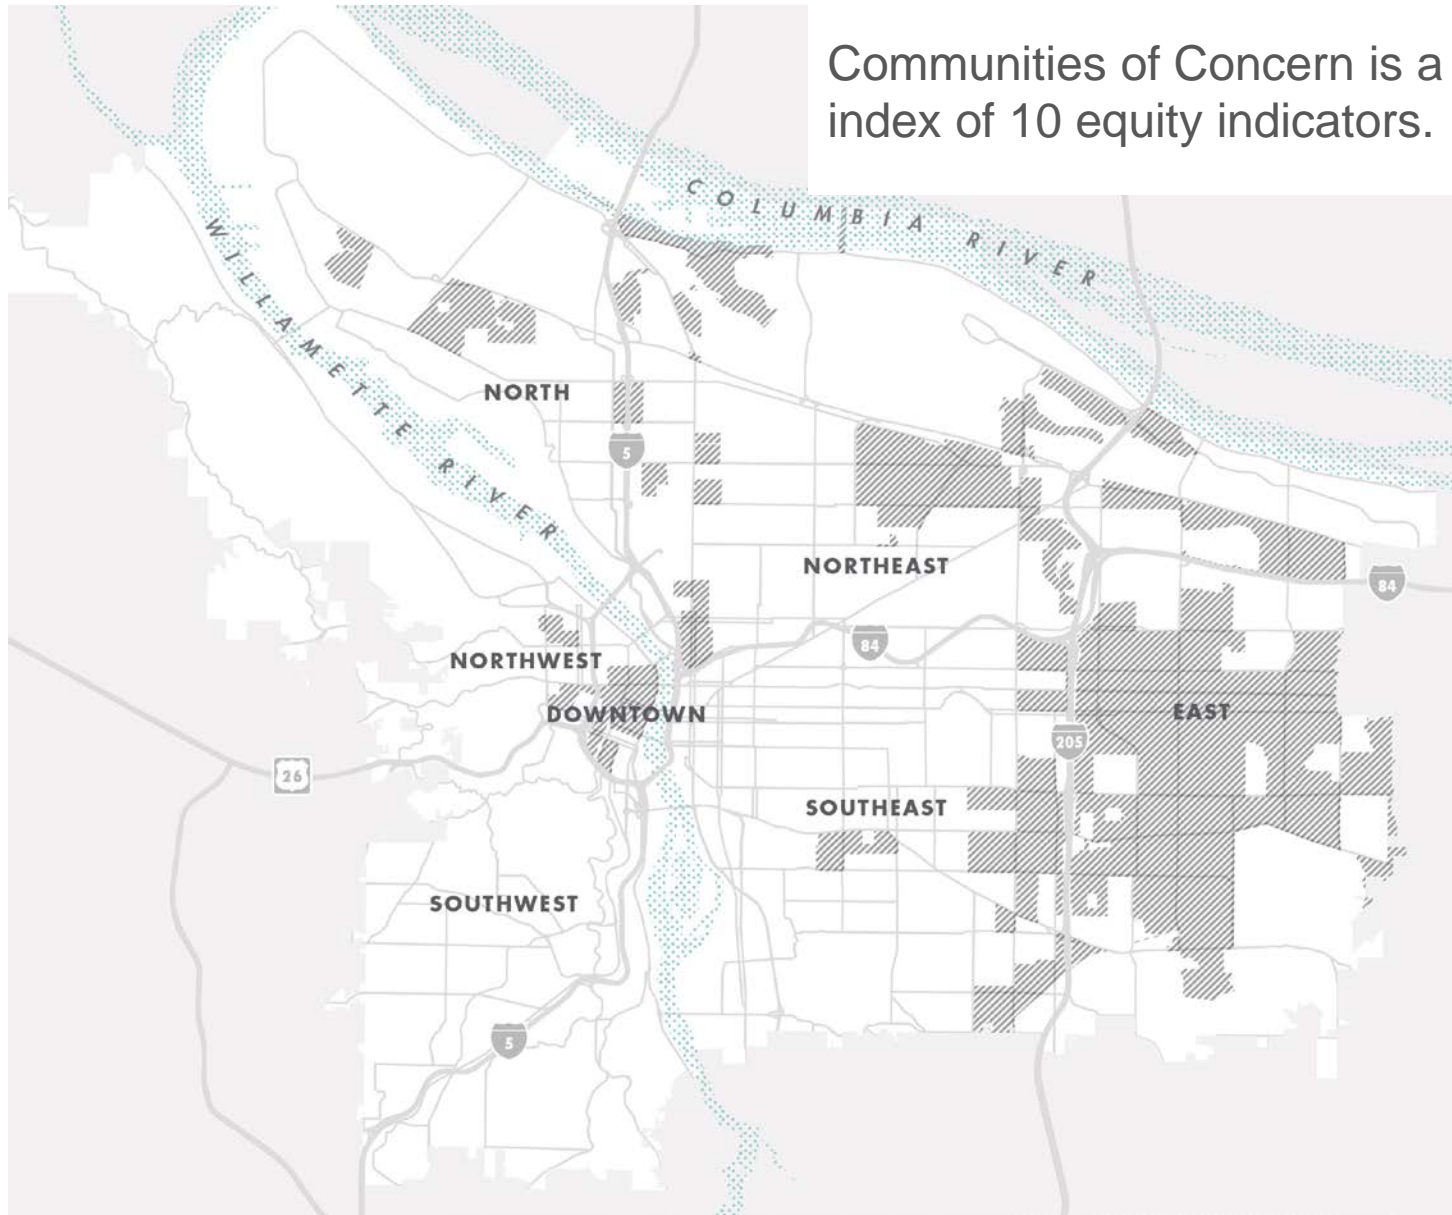 Communities of Concern is a
index of 10 equity indicators.
COLUMBIA RIVER
WILLAMETTE RIVER
NORTH
5
NORTHEAST
84
84
NORTHWEST
DOWNTOWN
EAST
205
26
SOUTHEAST
SOUTHWEST
5